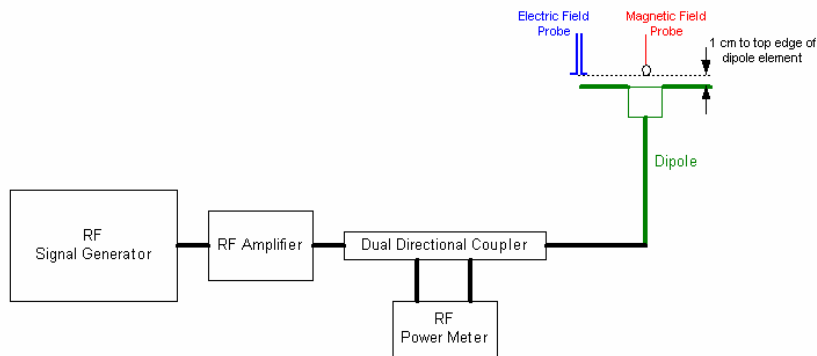 Electric Field
Probe
Magnetic Field
Probe
1 cm to top edge of
dipole element
Dipole
RF
Signal Generator
RF Amplifier
Dual Directional Coupler
RF
Power Meter